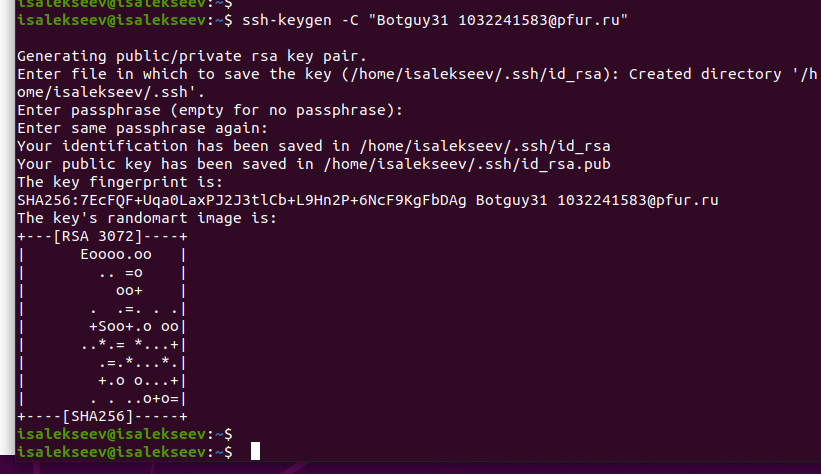 isalekseev@isalekseev:~$
isalekseev@isalekseev:~$ ssh-keygen -C "Botguy31 1032241583@pfur.ru"
Generating public/private rsa key pair.
Enter file in which to save the key (/home/isalekseev/.ssh/id_rsa): Created directory '/h
ome/isalekseev/.ssh'.
Enter passphrase (empty for no passphrase):
Enter same passphrase again:
Your identification has been saved in /home/isalekseev/.ssh/id_rsa
Your public key has been saved in /home/isalekseev/.ssh/id_rsa.pub
The key fingerprint is:
SHA256:7EcFQF+Uqa0LaxPJ2J3tlCb+L9Hn2P+6NcF9KgFbDAg Botguy31 1032241583@pfur.ru
The key's randomart image is:
+---[RSA 3072]----+
|      Eoooo.oo   |
|        .. =o    |
|          oo+    |
|       .  .=. . .|
|       +Soo+.o oo|
|      ..*.= *...+|
|        .=.*...*.|
|        +.o o...+|
|       . . ..o+o=|
+----[SHA256]-----+
isalekseev@isalekseev:~$
isalekseev@isalekseev:~$